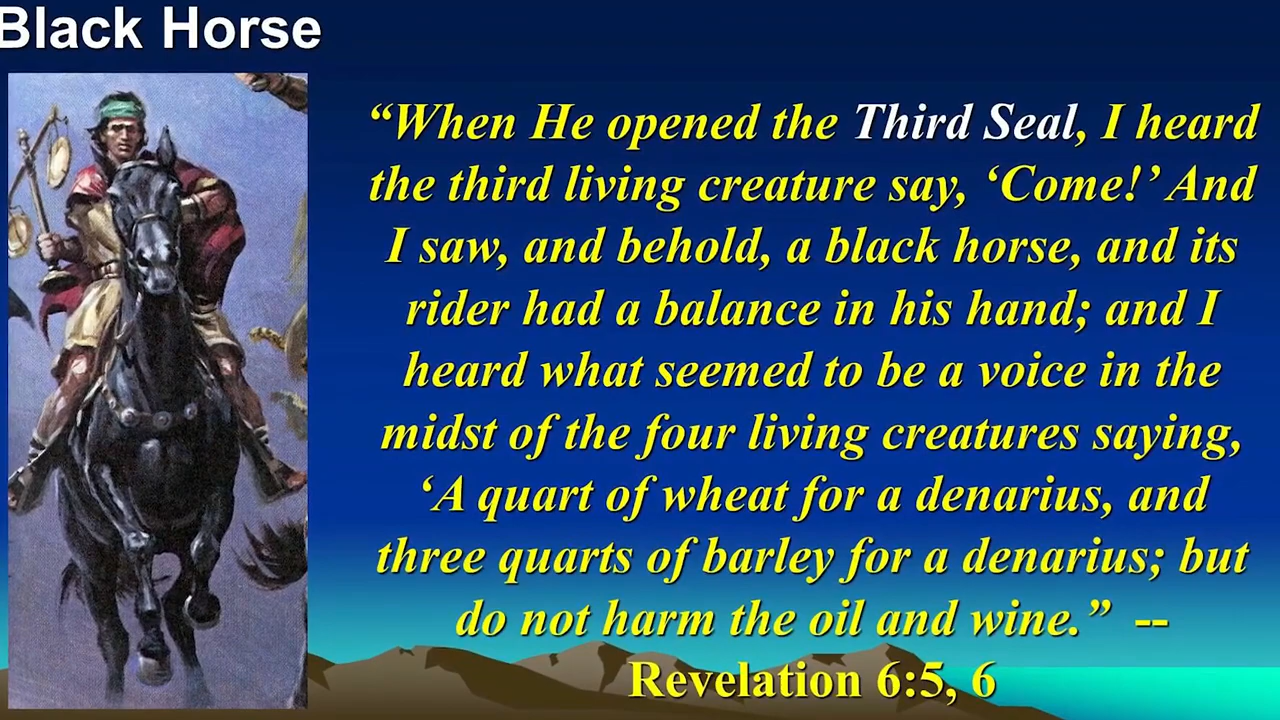 Black Horse
“When He opened the Third Seal, I heard
the third living creature say, ‘Come!’ And
I saw, and behold, a black horse, and its
rider had a balance in his hand; and I
heard what seemed to be a voice in the
midst of the four living creatures saying,
‘A quart of wheat for a denarius, and
three quarts of barley for a denarius; but
do not harm the oil and wine.” --
Revelation 6:5, 6